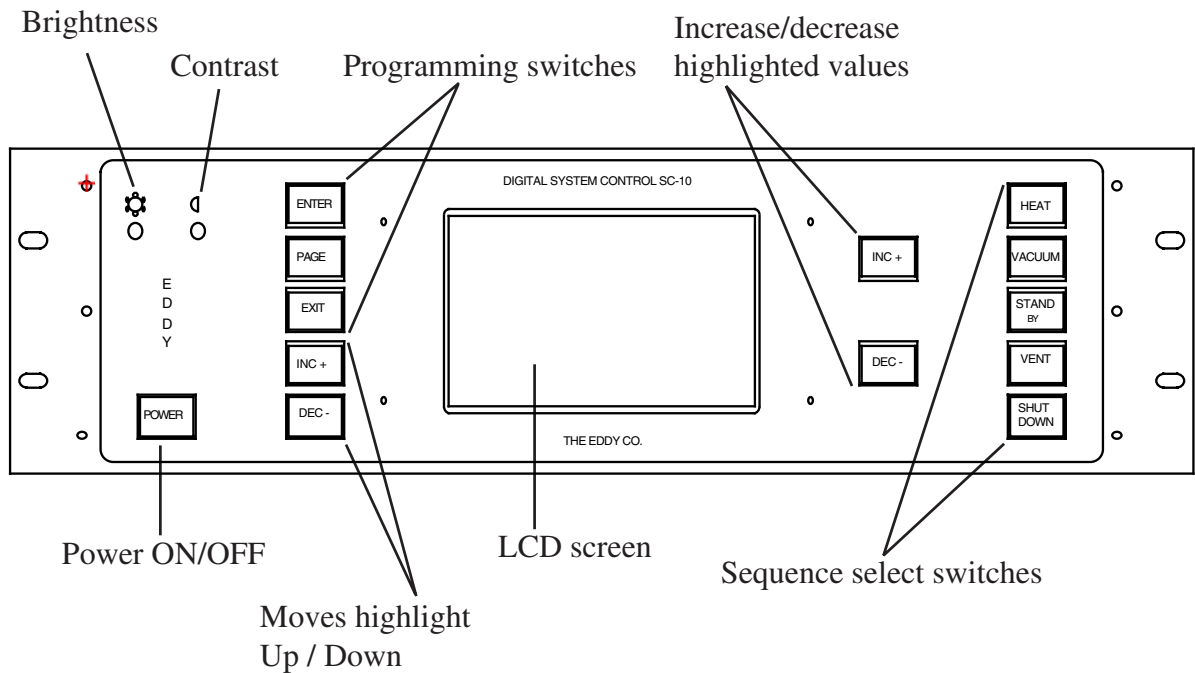 Brightness
Contrast
Programming switches
Increase/decrease
highlighted values
DIGITAL SYSTEM CONTROL SC-10
ENTER
PAGE
EXIT
INC +
DEC -
E
D
D
Y
POWER
INC +
DEC -
HEAT
VACUUM
STAND
BY
VENT
SHUT
DOWN
THE EDDY CO.
Power ON/OFF
LCD screen
Sequence select switches
Moves highlight
Up / Down